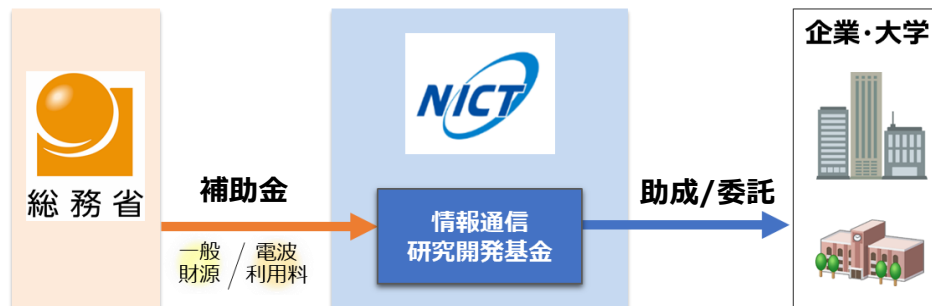 総務省
補助金
一般
財源
/
電波
利用料
NICT
情報通信
研究開発基金
助成/委託
企業・大学